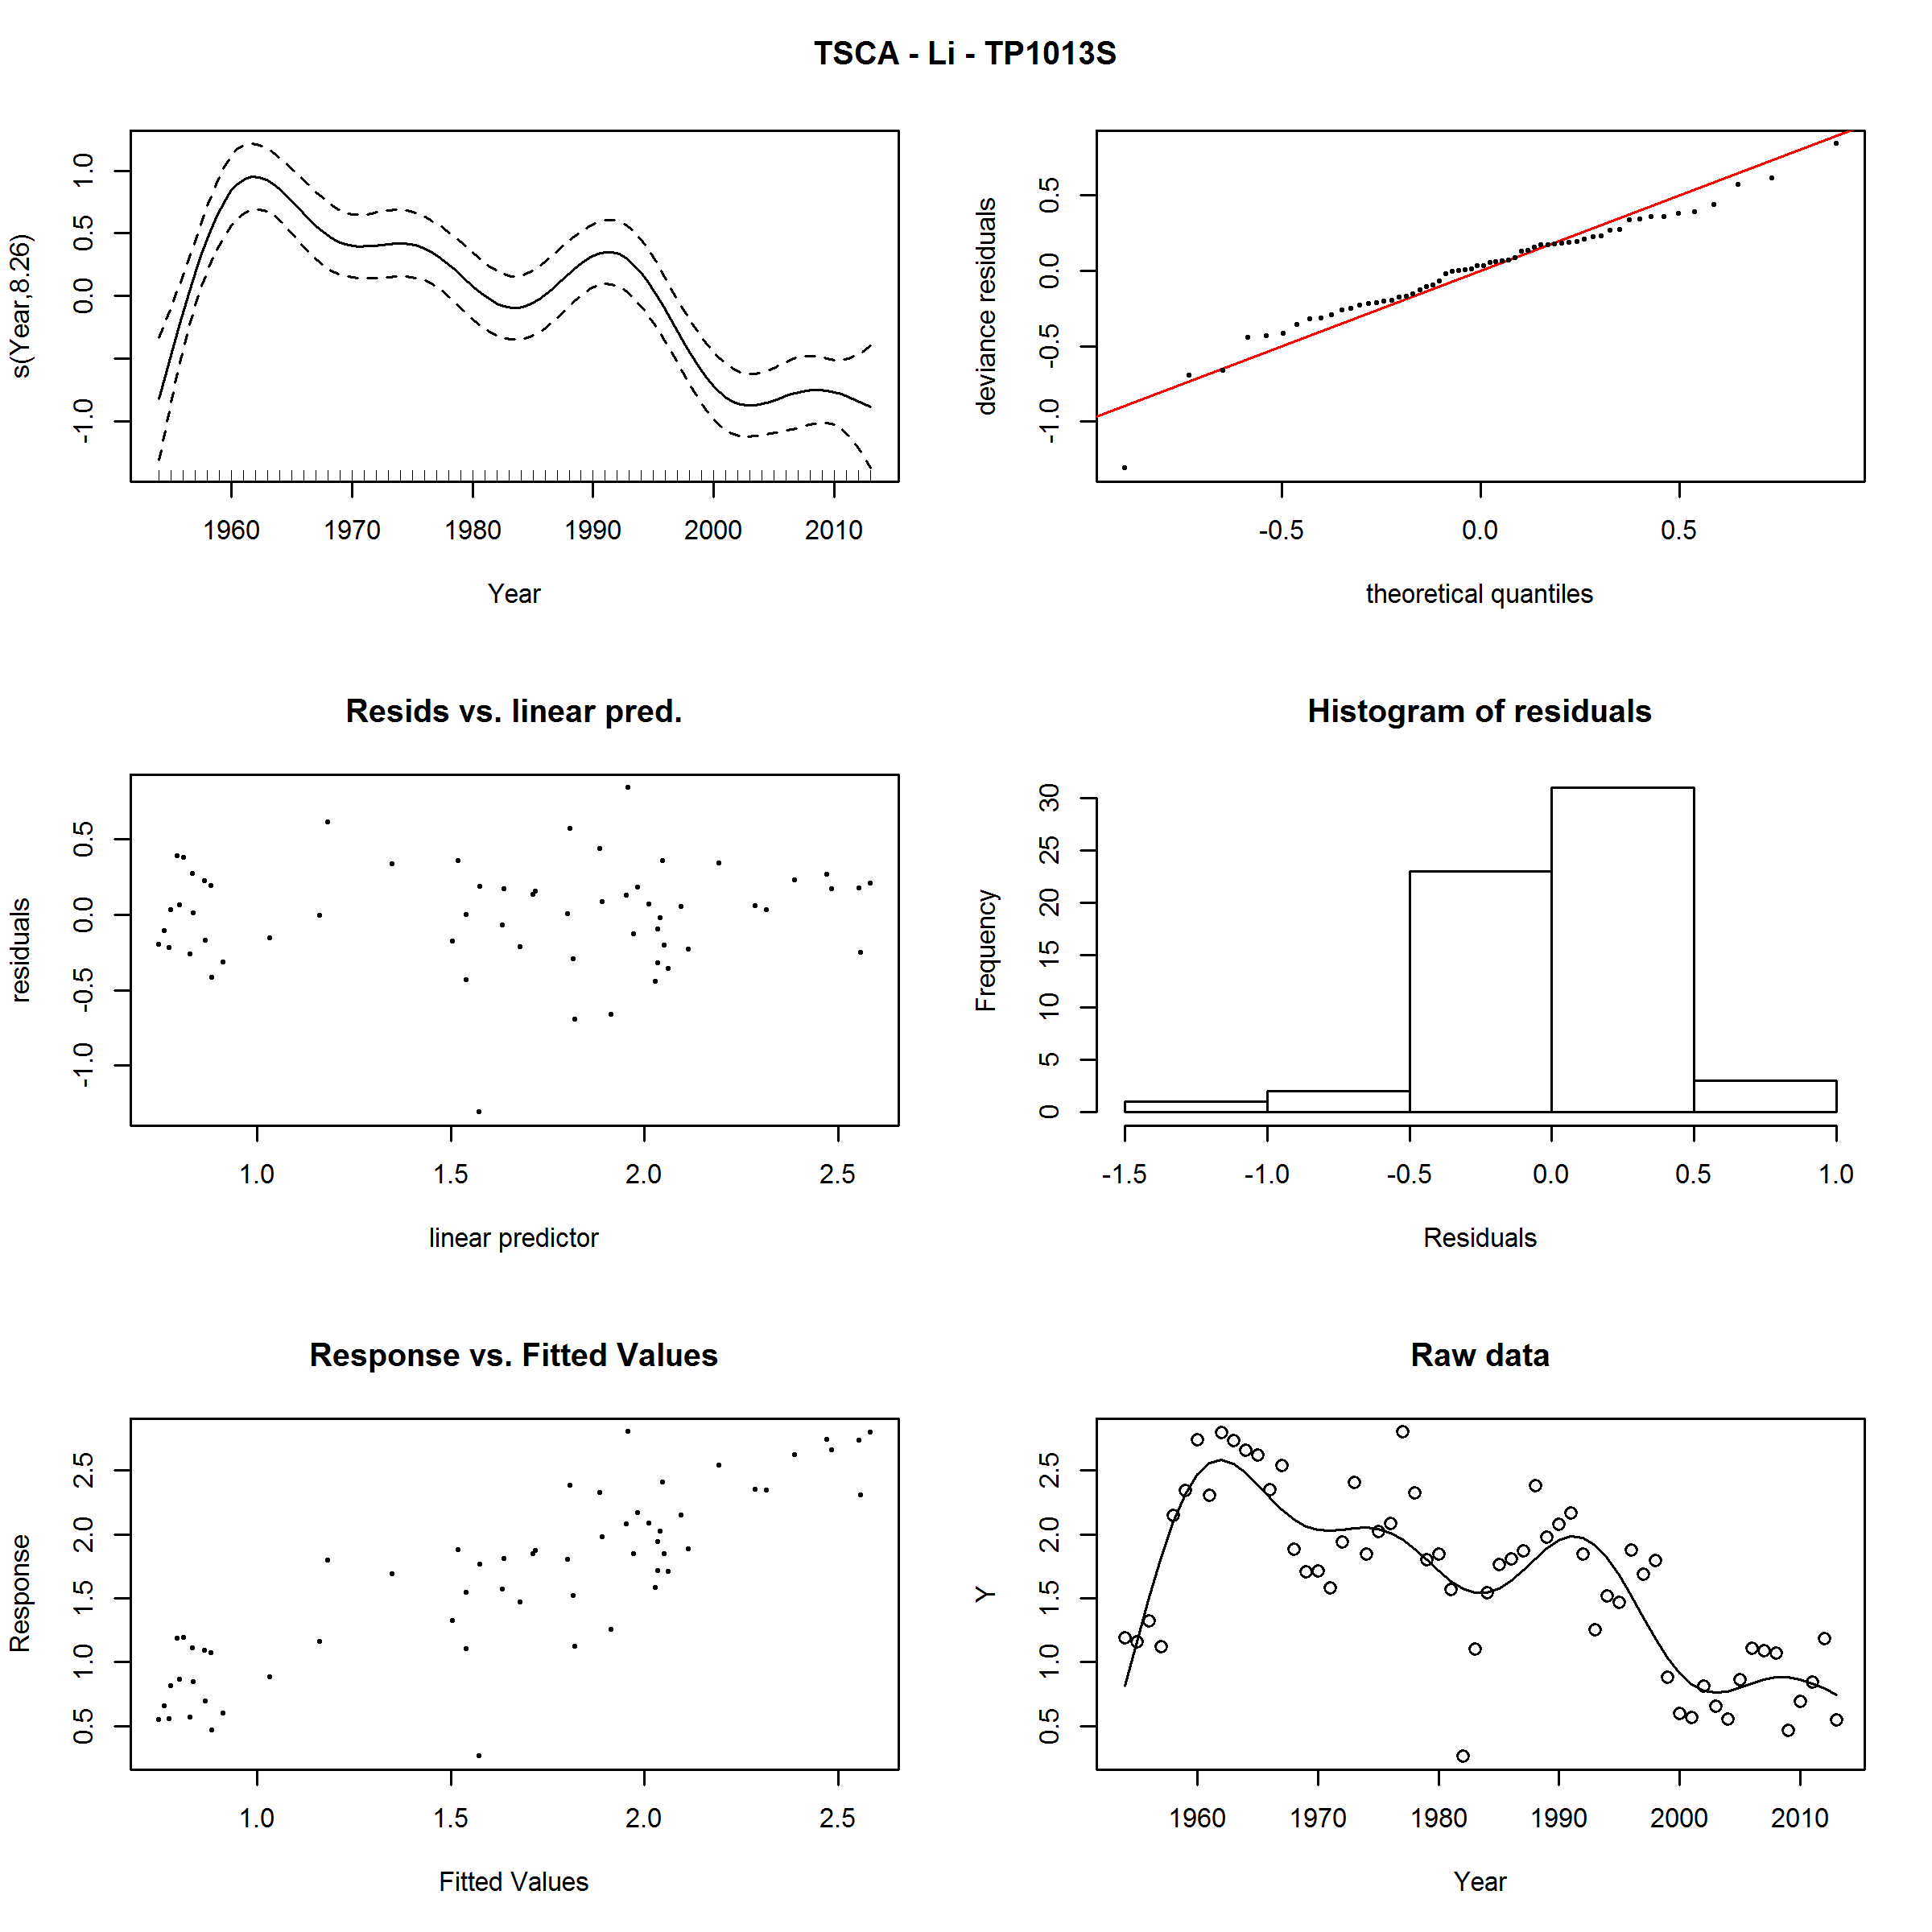 TSCA - Li - TP1013S
s(Year,8.26)
-1.0 0.0 0.5 1.0
1960 1970 1980 1990 2000 2010
Year
deviance residuals
-1.0 -0.5 0.0 0.5
-0.5 0.0 0.5
theoretical quantiles
Resids vs. linear pred.
residuals
-1.0 -0.5 0.0 0.5
1.0 1.5 2.0 2.5
linear predictor
Histogram of residuals
Frequency
0 5 10 15 20 25 30
-1.5 -1.0 -0.5 0.0 0.5 1.0
Residuals
Response vs. Fitted Values
Response
0.5 1.0 1.5 2.0 2.5
1.0 1.5 2.0 2.5
Fitted Values
Raw data
Y
0.5 1.0 1.5 2.0 2.5
1960 1970 1980 1990 2000 2010
Year